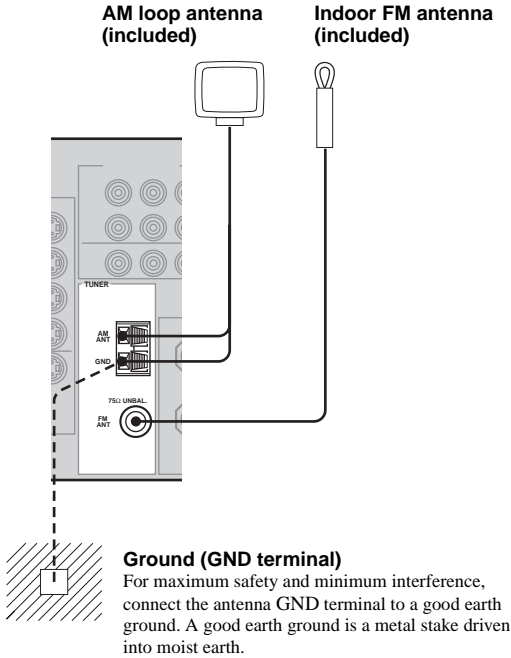 AM loop antenna
(included)
Indoor FM antenna
(included)
TUNER
AM
ANT
GND
75Ω UNBAL.
FM
ANT
Ground (GND terminal)
For maximum safety and minimum interference,
connect the antenna GND terminal to a good earth
ground. A good earth ground is a metal stake driven
into moist earth.